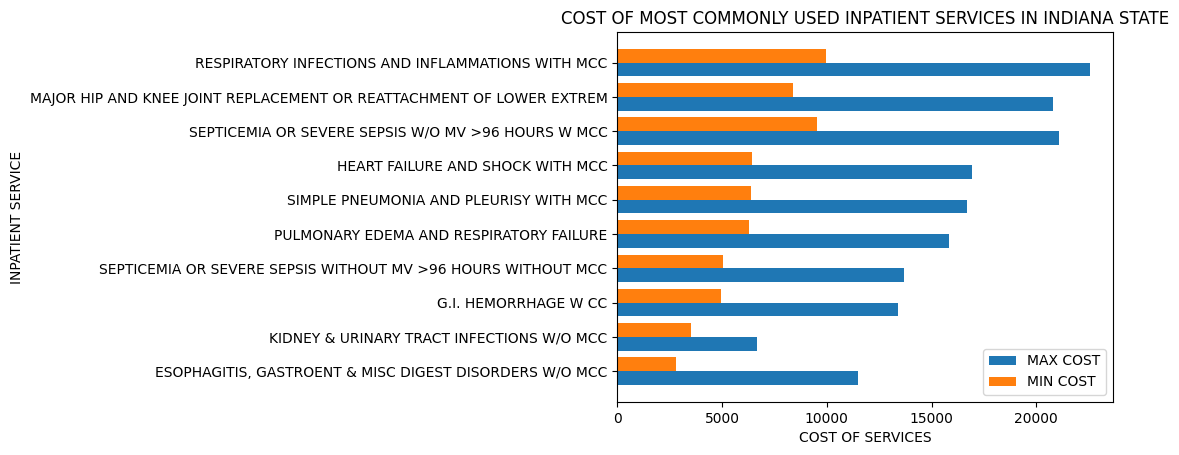 COST OF MOST COMMONLY USED INPATIENT SERVICES IN INDIANA STATE
INPATIENT SERVICE
RESPIRATORY INFECTIONS AND INFLAMMATIONS WITH MCC
MAJOR HIP AND KNEE JOINT REPLACEMENT OR REATTACHMENT OF LOWER EXTREM
SEPTICEMIA OR SEVERE SEPSIS W/O MV >96 HOURS W MCC
HEART FAILURE AND SHOCK WITH MCC
SIMPLE PNEUMONIA AND PLEURISY WITH MCC
PULMONARY EDEMA AND RESPIRATORY FAILURE
SEPTICEMIA OR SEVERE SEPSIS WITHOUT MV >96 HOURS WITHOUT MCC
G.I. HEMORRHAGE W CC
KIDNEY & URINARY TRACT INFECTIONS W/O MCC
ESOPHAGITIS, GASTROENT & MISC DIGEST DISORDERS W/O MCC
MAX COST
MIN COST
0 5000 10000 15000 20000
COST OF SERVICES